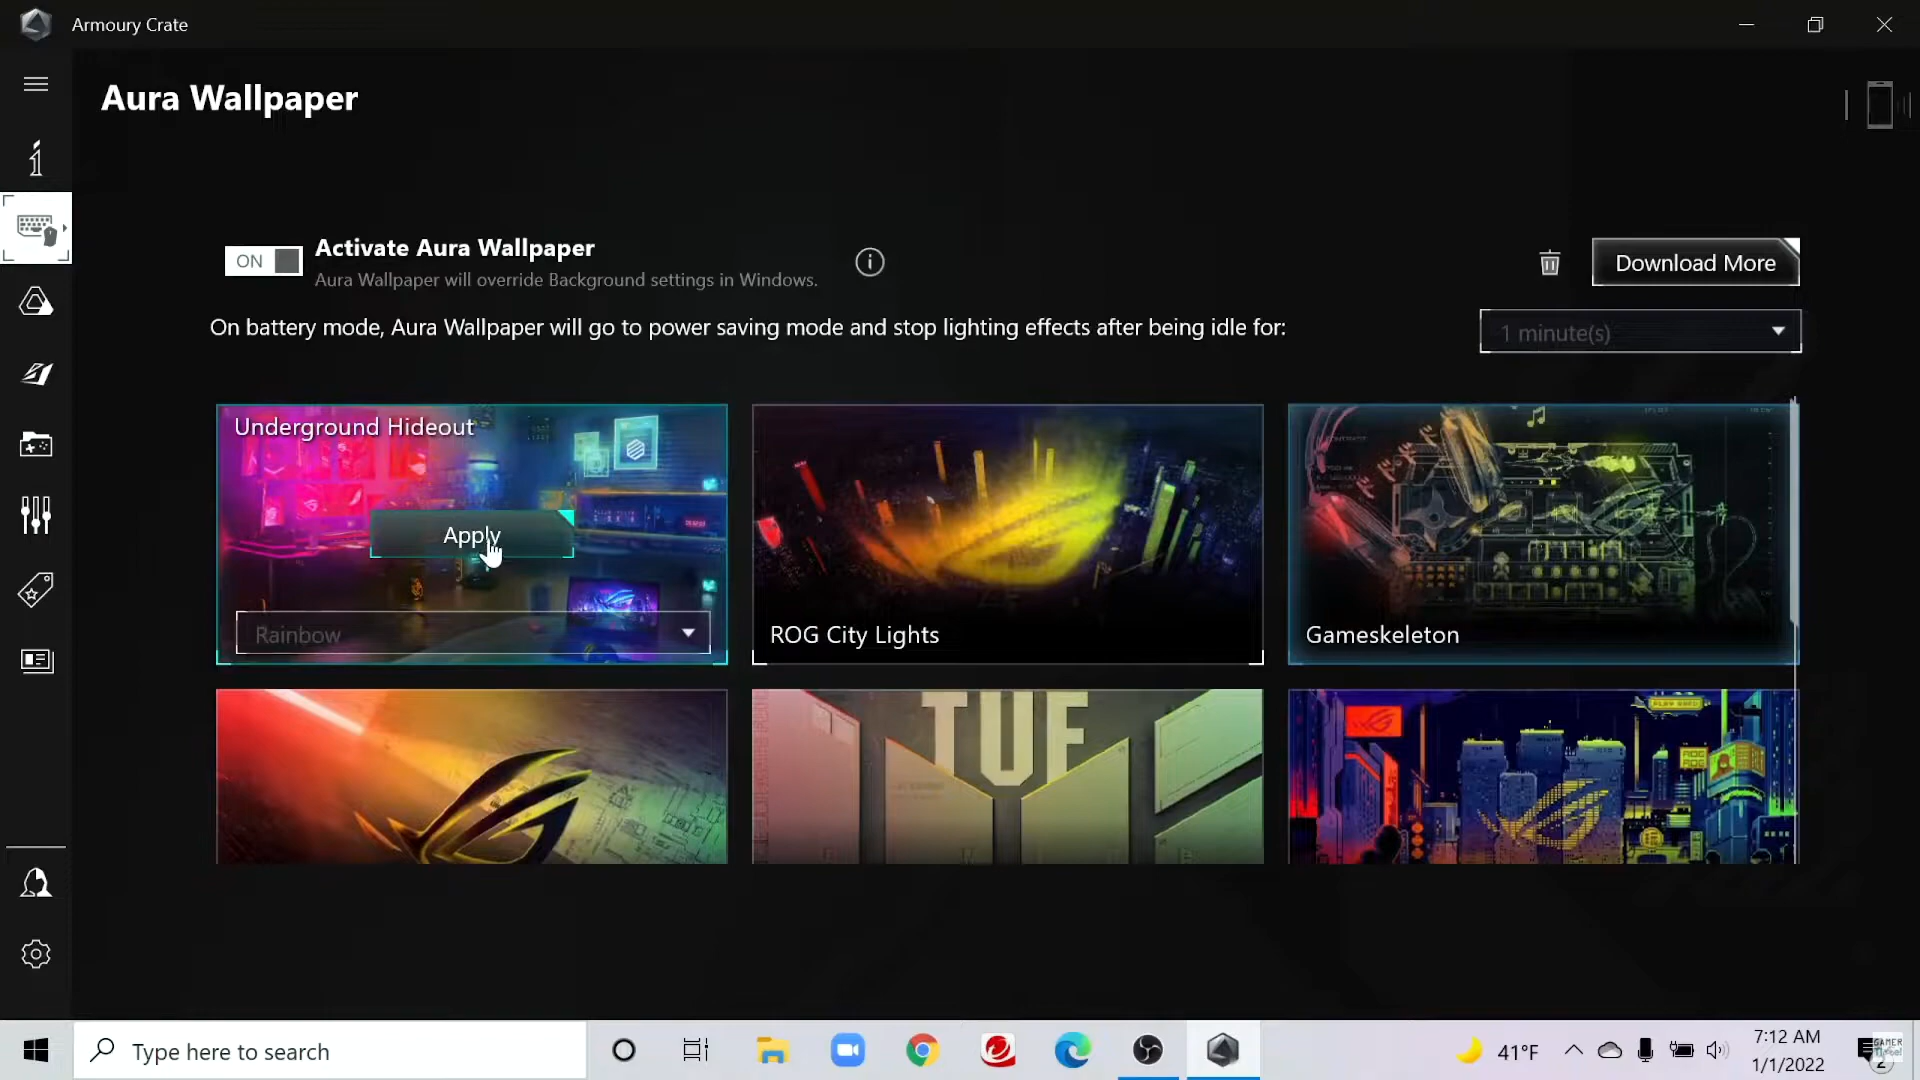 Armoury Crate
Aura Wallpaper
ON
Activate Aura Wallpaper
Aura Wallpaper will override Background settings in Windows.
Download More
On battery mode, Aura Wallpaper will go to power saving mode and stop lighting effects after being idle for:
1 minute(s)
Underground Hideout
Apply
Rainbow
ROG City Lights
Gameskeleton
TUF
Type here to search
41°F
7:12 AM
1/1/2022
GAMER
2